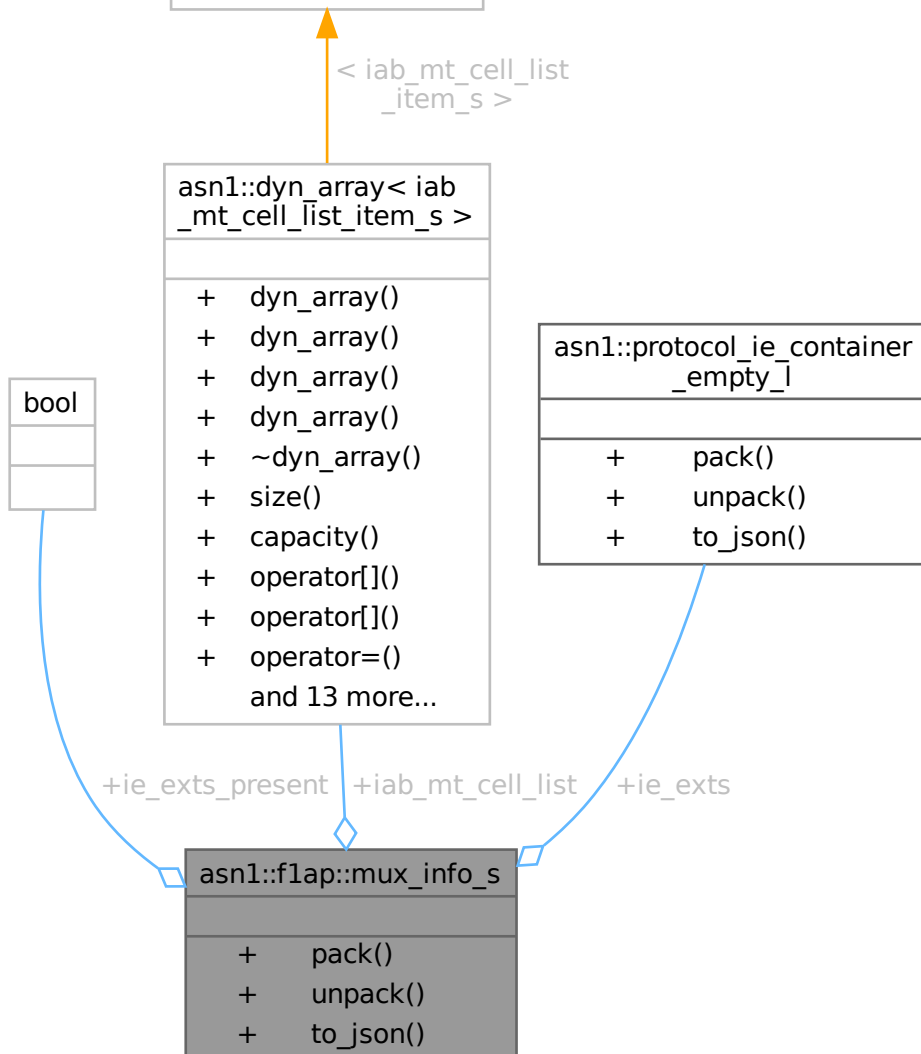 < iab_mt_cell_list
_item_s >
asn1::dyn_array< iab
_mt_cell_list_item_s >
+ dyn_array()
+ dyn_array()
+ dyn_array()
+ dyn_array()
+ ~dyn_array()
+ size()
+ capacity()
+ operator[]()
+ operator[]()
+ operator=()
and 13 more...
asn1::protocol_ie_container
_empty_l
+ pack()
+ unpack()
+ to_json()
bool
+ie_exts_present
+iab_mt_cell_list
+ie_exts
asn1::f1ap::mux_info_s
+ pack()
+ unpack()
+ to_json()